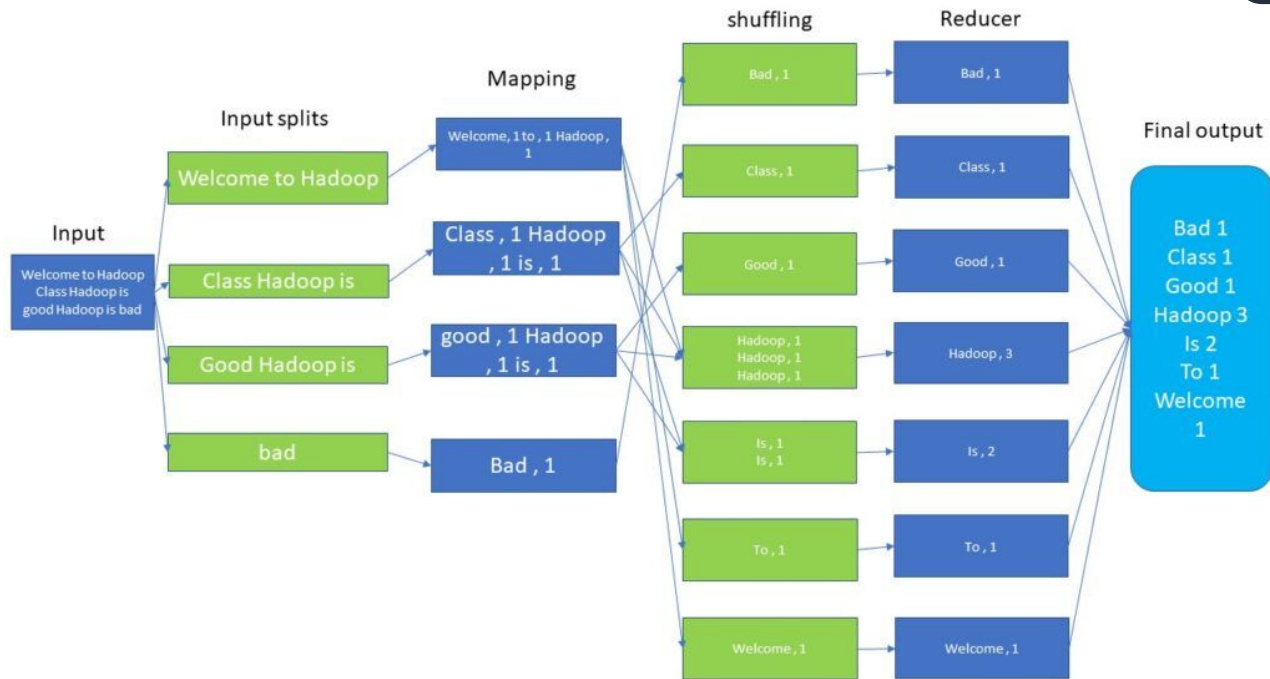 Input
Welcome to Hadoop
Class Hadoop is
good Hadoop is bad
Input splits
Welcome to Hadoop
Class Hadoop is
Good Hadoop is
bad
Mapping
Welcome, 1 to , 1 Hadoop ,
1
Class , 1 Hadoop
, 1 is , 1
good , 1 Hadoop
, 1 is , 1
Bad , 1
shuffling
Bad , 1
Class , 1
Good , 1
Hadoop , 1
Hadoop , 1
Hadoop , 1
Is , 1
Is , 1
To , 1
Welcome , 1
Reducer
Bad , 1
Class , 1
Good , 1
Hadoop , 3
Is , 2
To , 1
Welcome , 1
Final output
Bad 1
Class 1
Good 1
Hadoop 3
Is 2
To 1
Welcome
1